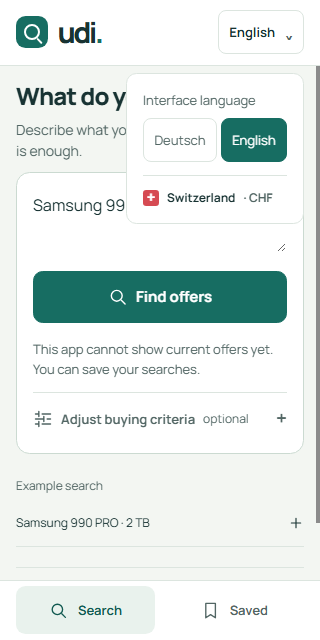 udi.
English
What do y
Interface language
Describe what yo
is enough.
Deutsch
English
Switzerland · CHF
Samsung 99
Find offers
This app cannot show current offers yet.
You can save your searches.
Adjust buying criteria optional +
Example search
Samsung 990 PRO · 2 TB +
Search
Saved